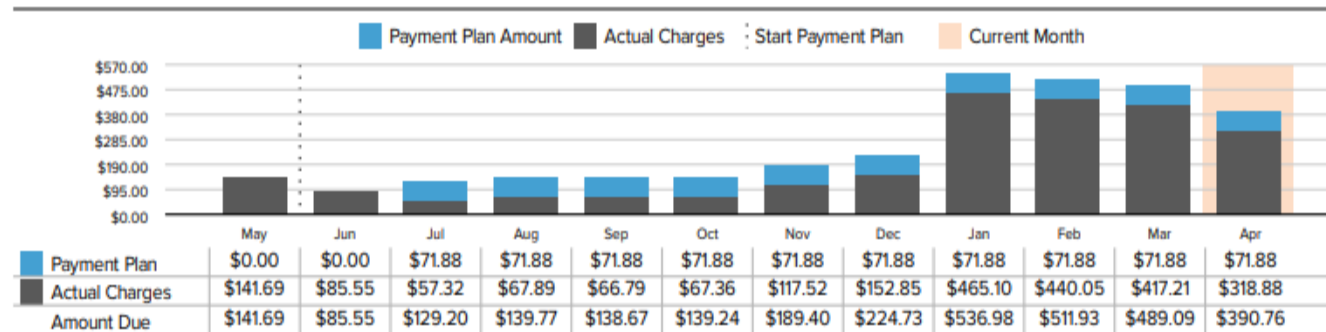 Payment Plan Amount Actual Charges Start Payment Plan Current Month
$570.00
$475.00
$380.00
$285.00
$190.00
$95.00
$0.00
May Jun Jul Aug Sep Oct Nov Dec Jan Feb Mar Apr
Payment Plan $0.00 $0.00 $71.88 $71.88 $71.88 $71.88 $71.88 $71.88 $71.88 $71.88 $71.88 $71.88
Actual Charges $141.69 $85.55 $57.32 $67.89 $66.79 $67.36 $117.52 $152.85 $465.10 $440.05 $417.21 $318.88
Amount Due $141.69 $85.55 $129.20 $139.77 $138.67 $139.24 $189.40 $224.73 $536.98 $511.93 $489.09 $390.76